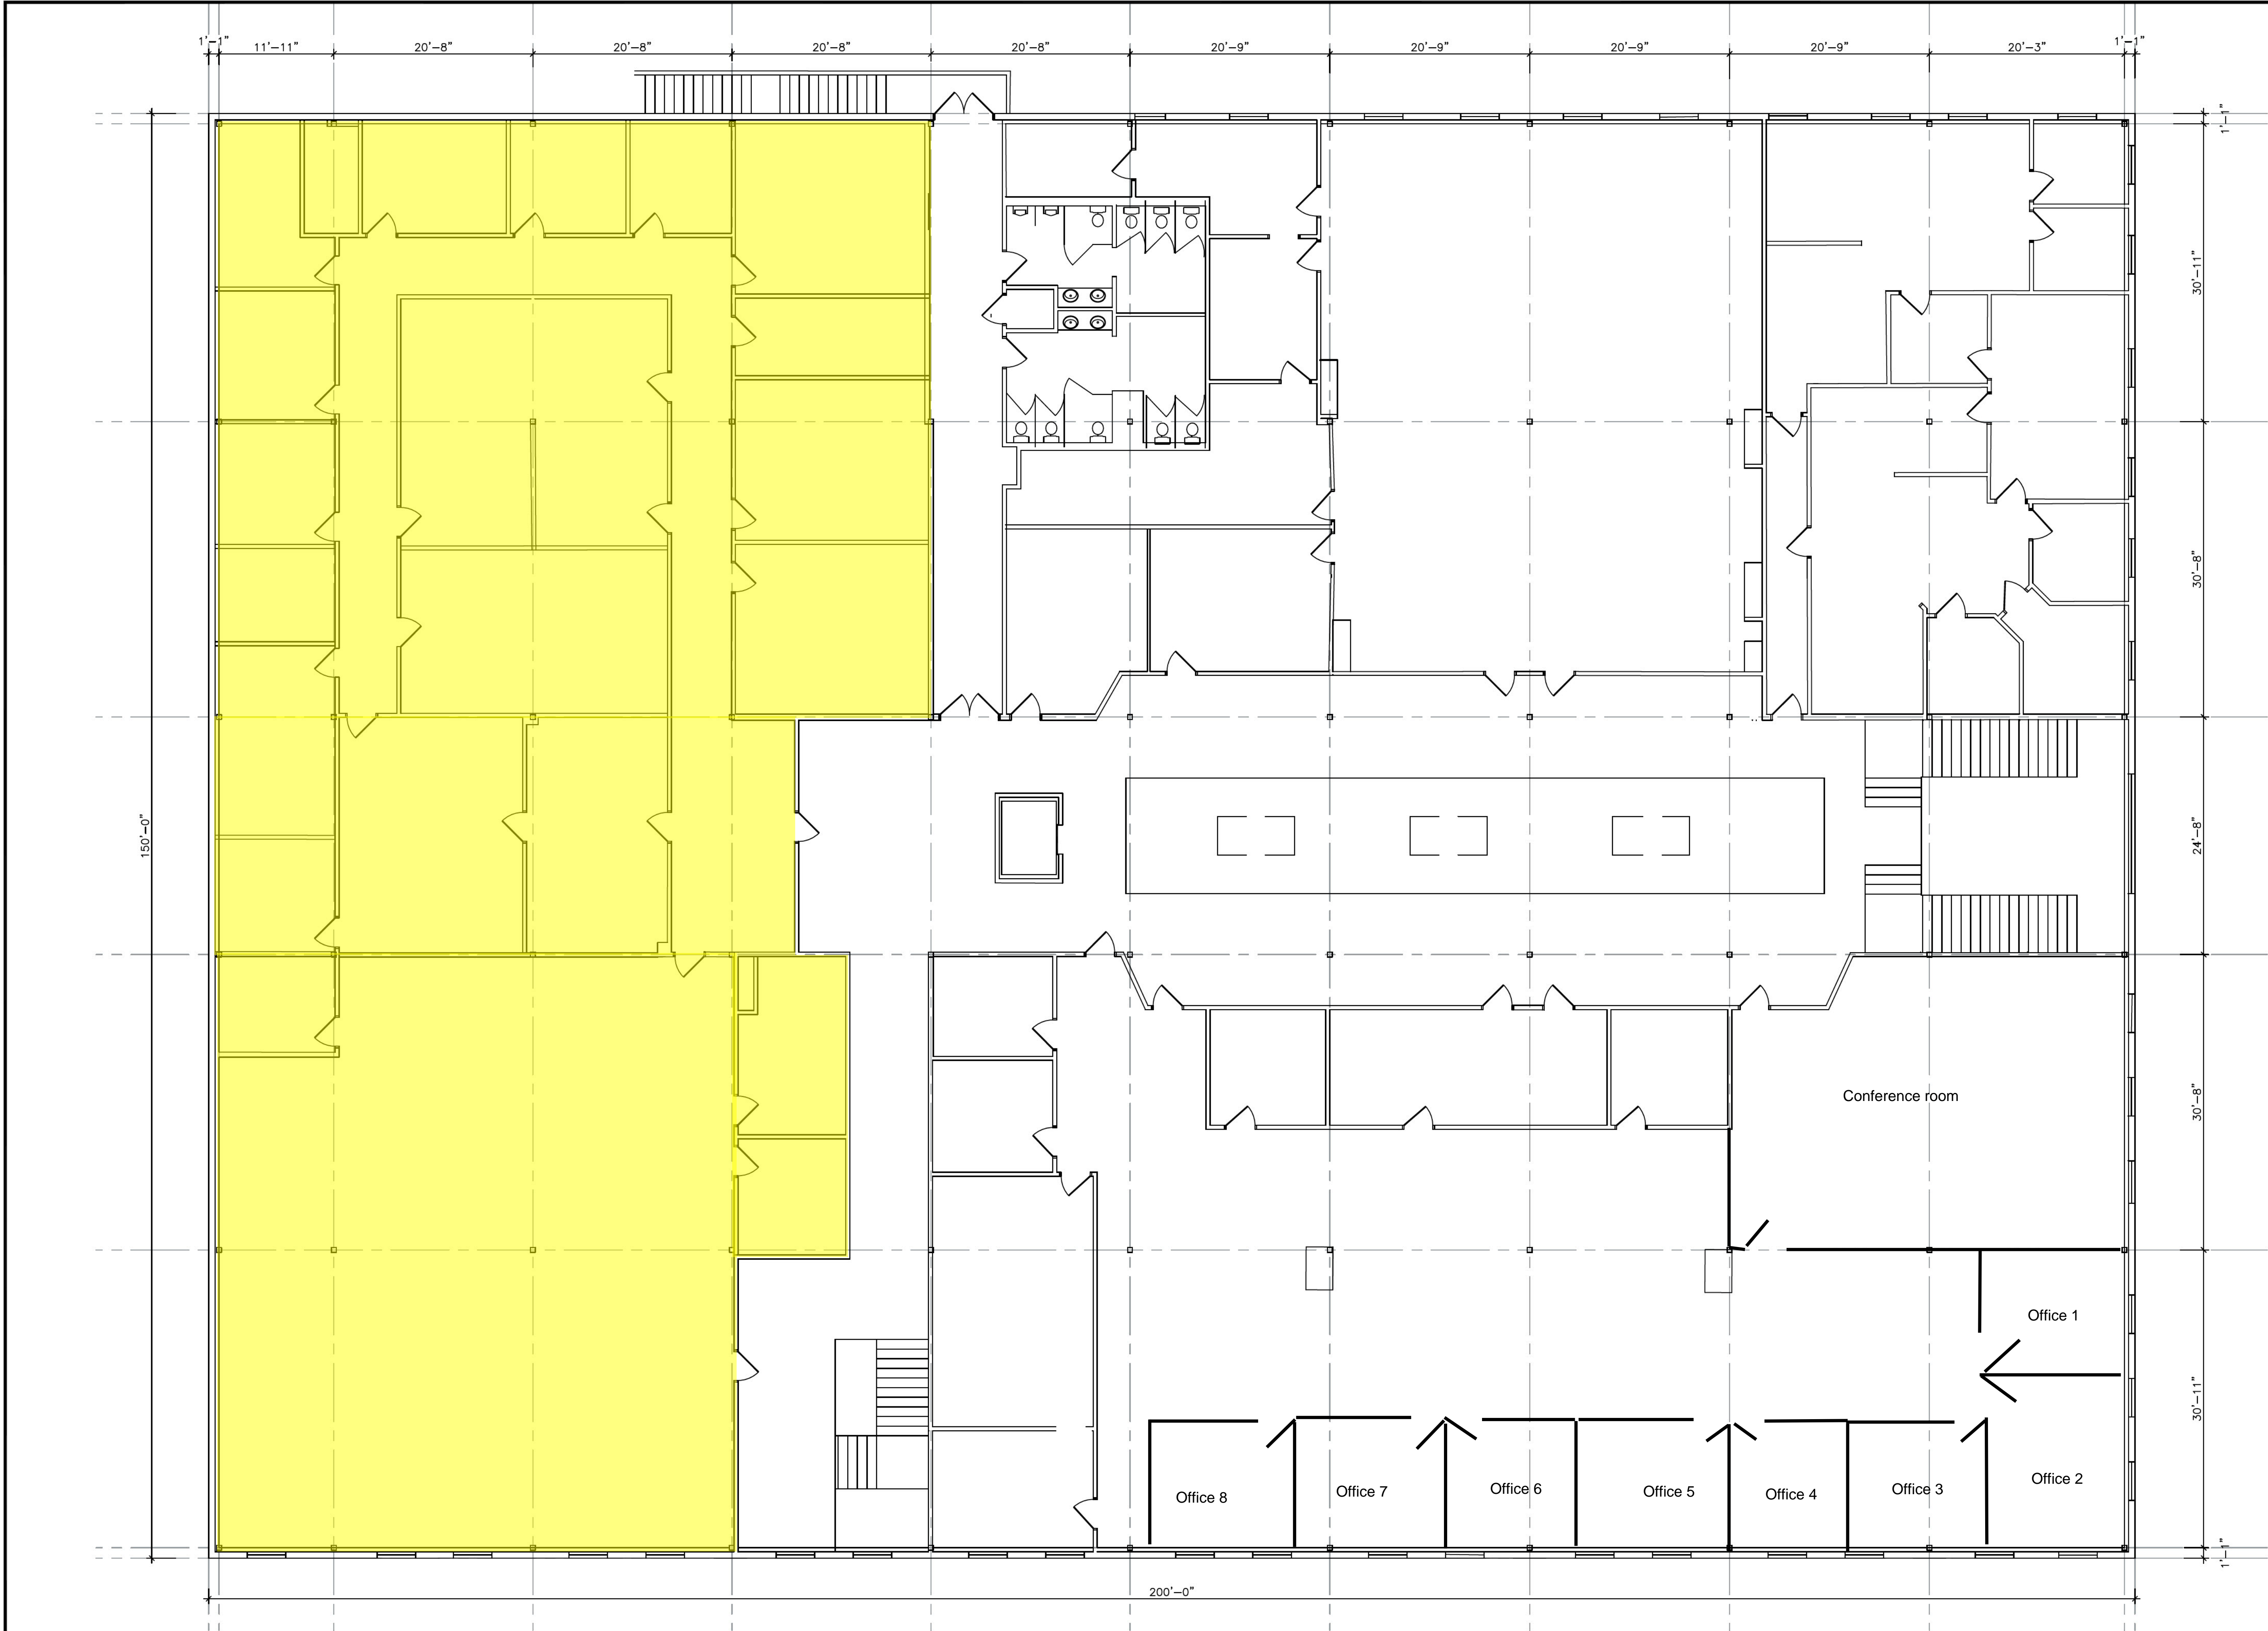 1'-1"
11'-11"
20'-8"
20'-8"
20'-8"
20'-8"
20'-9"
20'-9"
20'-9"
20'-9"
20'-3"
1'-1"
1'-1"
30'-11"
30'-8"
150'-0"
24'-8"
30'-8"
Conference room
Office 1
30'-11"
Office 2
Office 3
Office 4
Office 5
Office 6
Office 7
Office 8
1'-1"
200'-0"